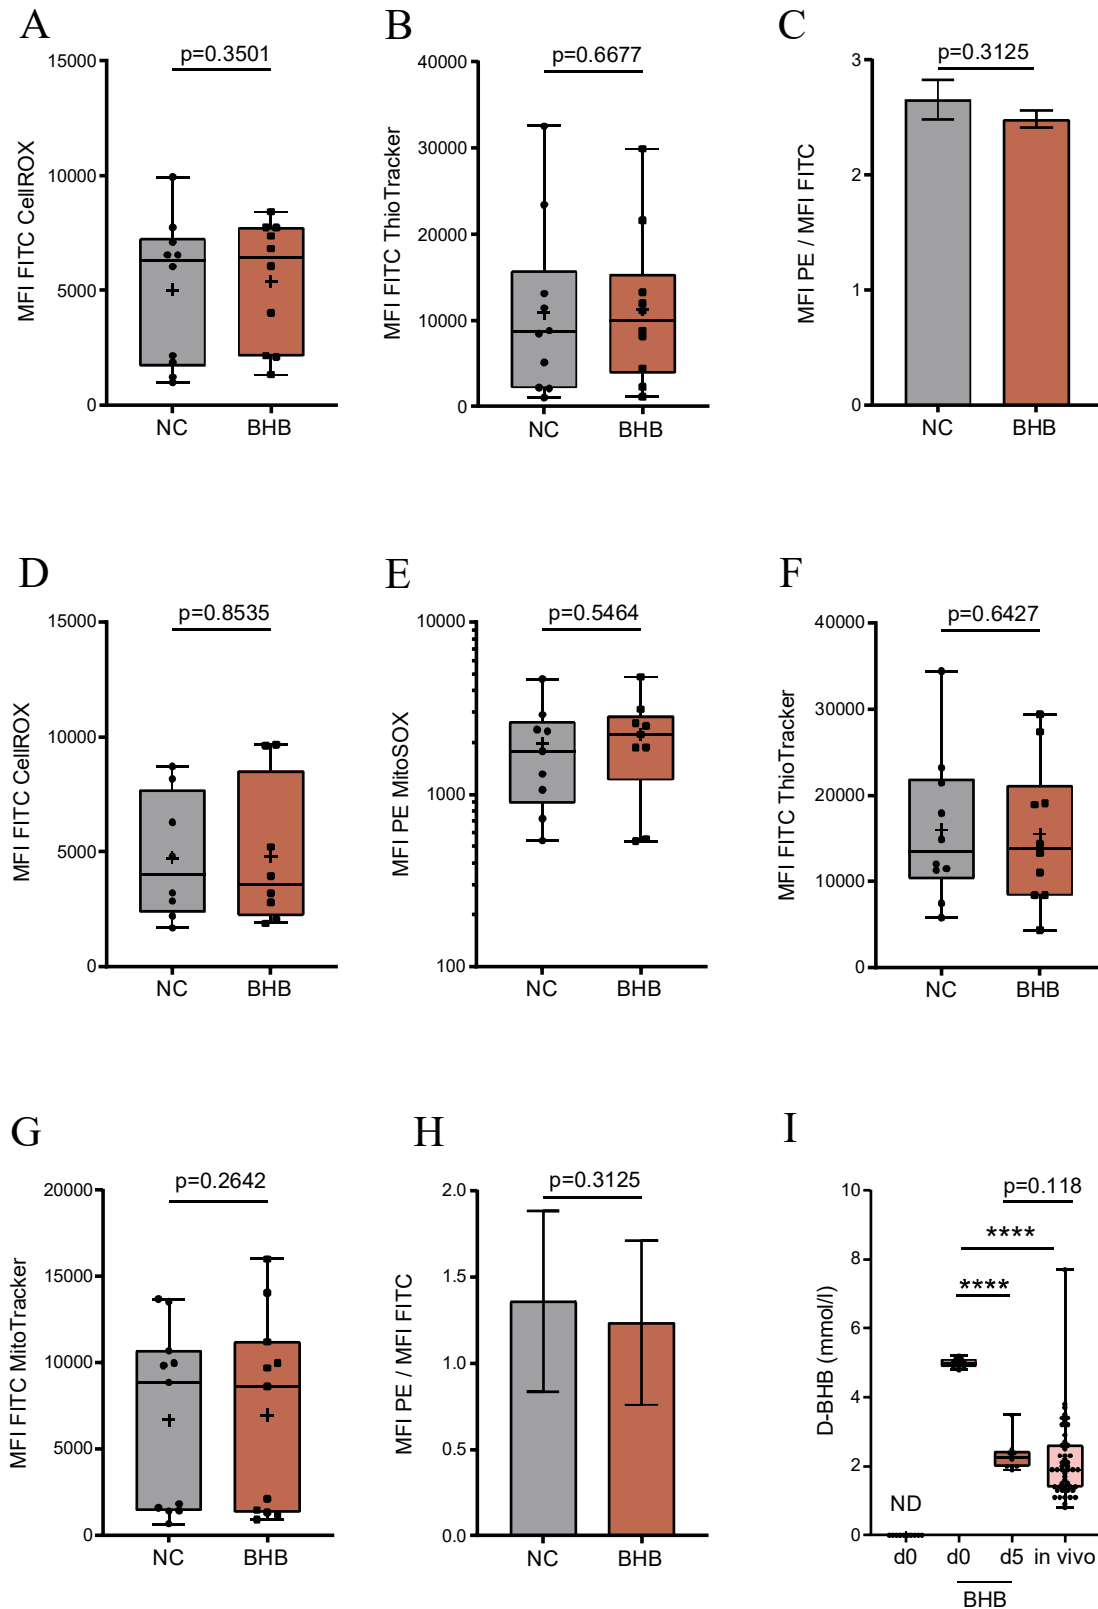 A
p=0.3501
15000
10000
5000
0
MFI FITC CellROX
NC
BHB
B
p=0.6677
40000
30000
20000
10000
0
MFI FITC ThioTracker
NC
BHB
C
p=0.3125
3
2
1
0
MFI PE / MFI FITC
NC
BHB
D
p=0.8535
15000
10000
5000
0
MFI FITC CellROX
NC
BHB
E
p=0.5464
10000
1000
100
MFI PE MitoSOX
NC
BHB
F
p=0.6427
40000
30000
20000
10000
0
MFI FITC ThioTracker
NC
BHB
G
p=0.2642
20000
15000
10000
5000
0
MFI FITC MitoTracker
NC
BHB
H
p=0.3125
2.0
1.5
1.0
0.5
0.0
MFI PE / MFI FITC
NC
BHB
I
p=0.118
****
****
10
8
6
4
2
0
D-BHB (mmol/l)
ND
d0
d0
d5
in vivo
BHB